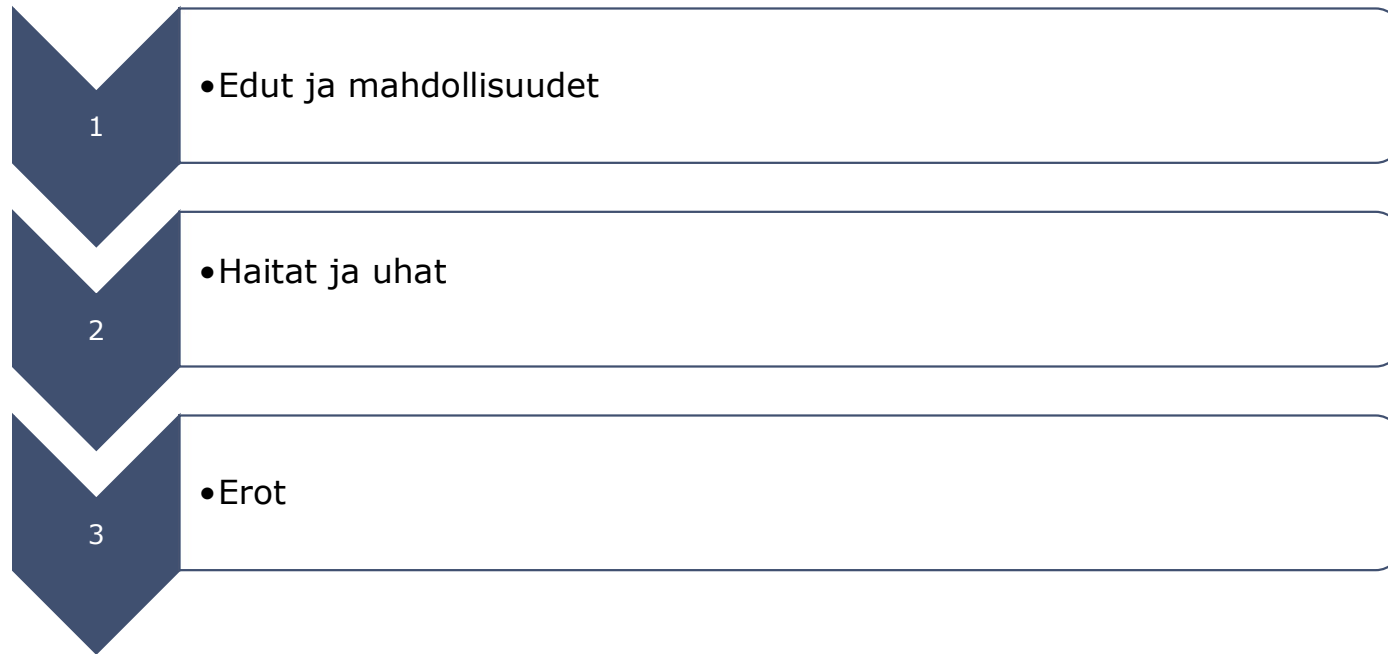 1
•Edut ja mahdollisuudet
2
•Haitat ja uhat
3
•Erot